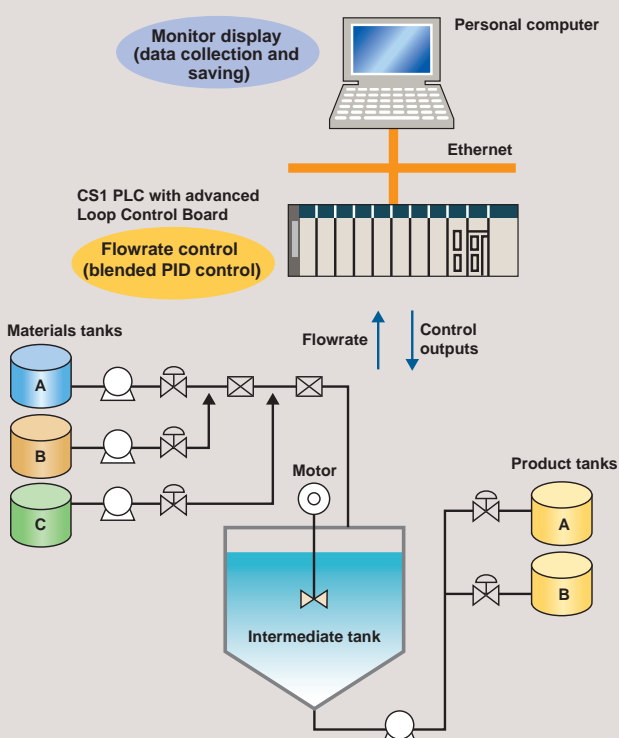 Monitor display
(data collection and
saving)
Personal computer
Ethernet
CS1 PLC with advanced
Loop Control Board
Flowrate control
(blended PID control)
Flowrate
Control
outputs
Materials tanks
A
B
C
Motor
Product tanks
A
B
Intermediate tank